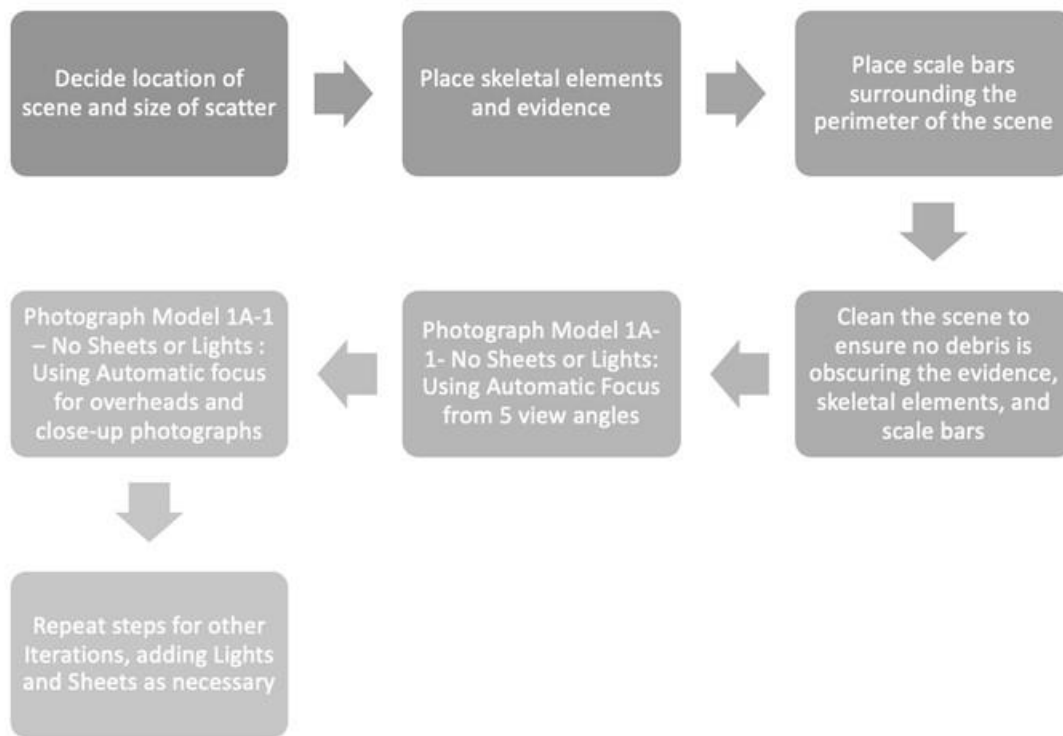 Decide location of
scene and size of scatter
Place skeletal elements
and evidence
Place scale bars
surrounding the
perimeter of the scene
Clean the scene to
ensure no debris is
obscuring the evidence,
skeletal elements, and
scale bars
Photograph Model 1A-
1- No Sheets or Lights:
Using Automatic Focus
from 5 view angles
Photograph Model 1A-1
– No Sheets or Lights :
Using Automatic focus
for overheads and
close-up photographs
Repeat steps for other
Iterations, adding Lights
and Sheets as necessary